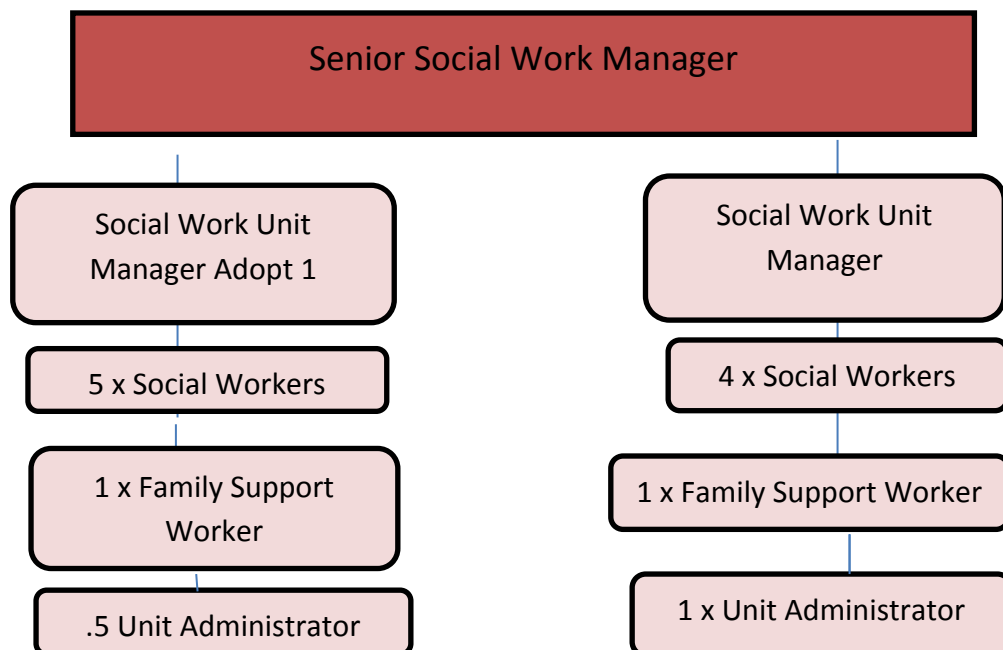 Senior Social Work Manager
Social Work Unit
Manager Adopt 1
5 x Social Workers
1 x Family Support
Worker
.5 Unit Administrator
Social Work Unit
Manager
4 x Social Workers
1 x Family Support Worker
1 x Unit Administrator